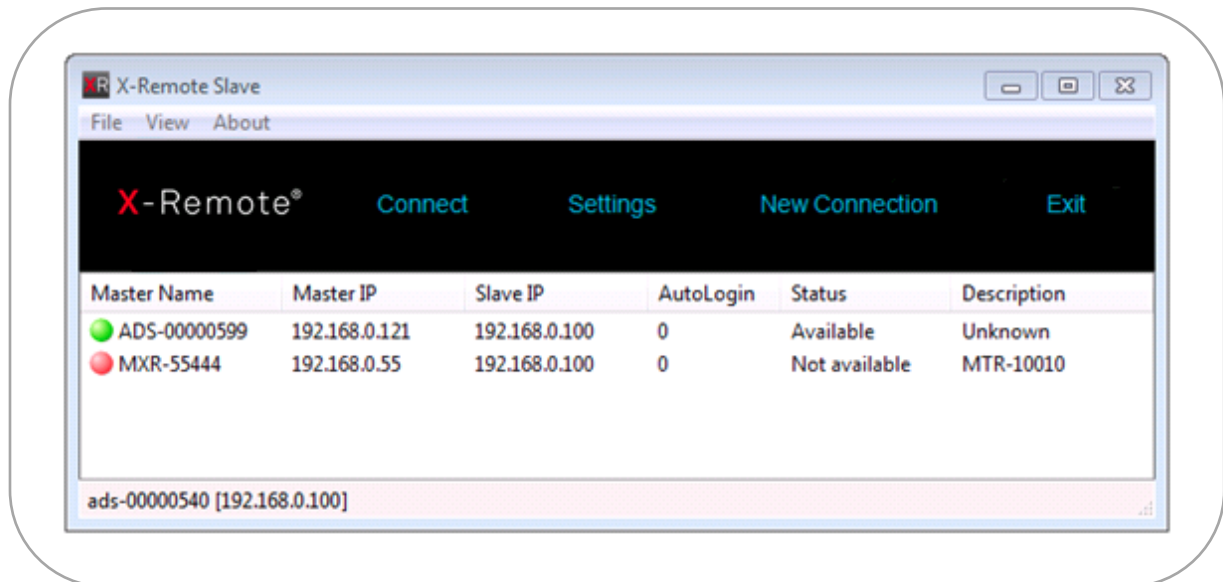 XR X-Remote Slave
File View About
X-Remote® Connect Settings New Connection Exit
Master Name Master IP Slave IP AutoLogin Status Description
ADS-00000599 192.168.0.121 192.168.0.100 0 Available Unknown
MXR-55444 192.168.0.55 192.168.0.100 0 Not available MTR-10010
ads-00000540 [192.168.0.100]